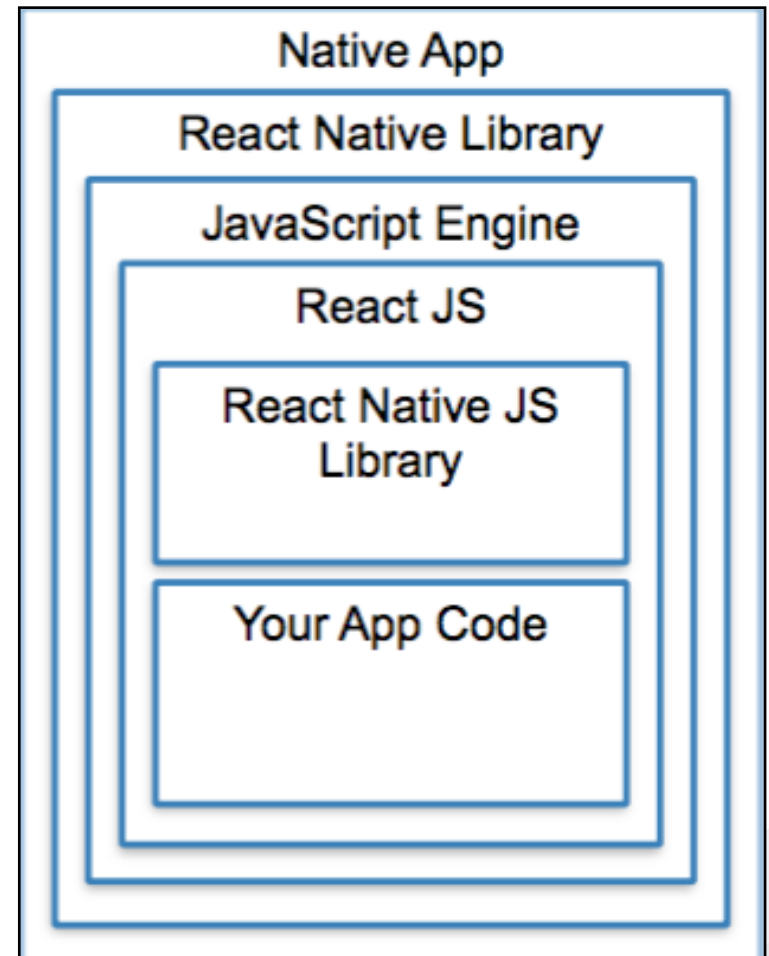 Native App
React Native Library
JavaScript Engine
React JS
React Native JS
Library
Your App Code